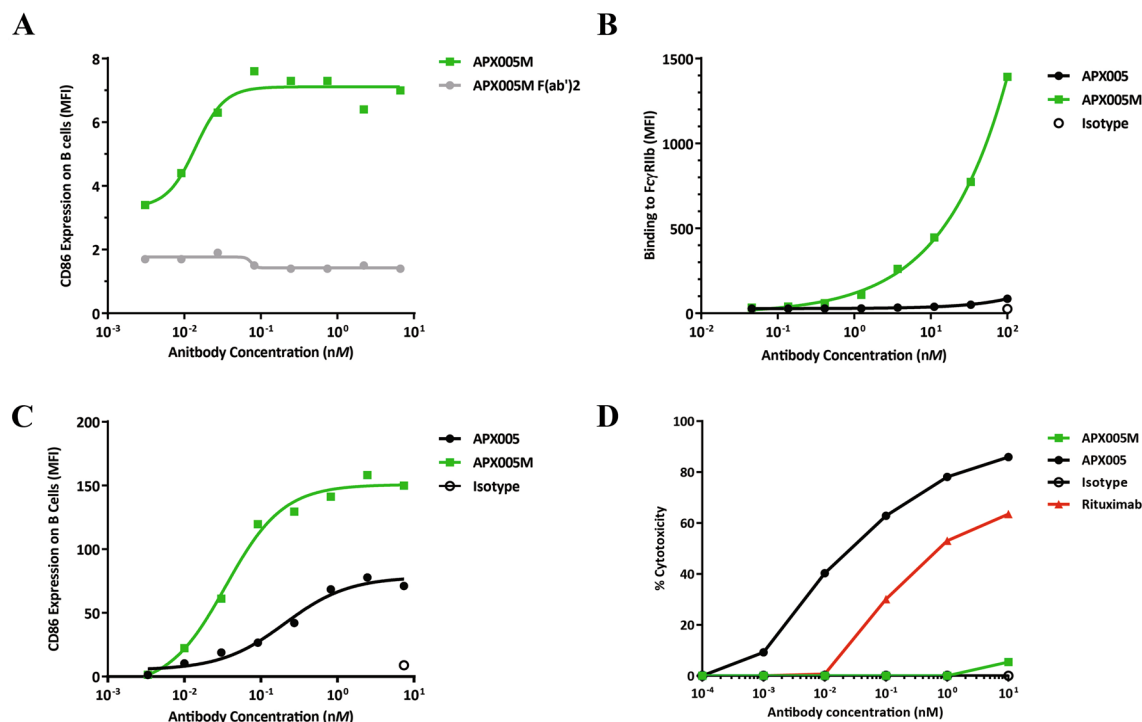 A
8
6
4
2
0
10-3
10-2
10-1
100
101
CD86 Expression on B cells (MFI)
Anitbody Concentration (nM)
APX005M
APX005M F(ab')2
B
1500
1000
500
0
10-2
10-1
100
101
102
Binding to FcγRIIb (MFI)
Antibody Concentration (nM)
APX005
APX005M
Isotype
C
200
150
100
50
0
10-3
10-2
10-1
100
101
CD86 Expression on B Cells (MFI)
Antibody Concentration (nM)
APX005
APX005M
Isotype
D
100
80
60
40
20
0
10-4
10-3
10-2
10-1
100
101
% Cytotoxicity
Antibody concentration (nM)
APX005M
APX005
Isotype
Rituximab